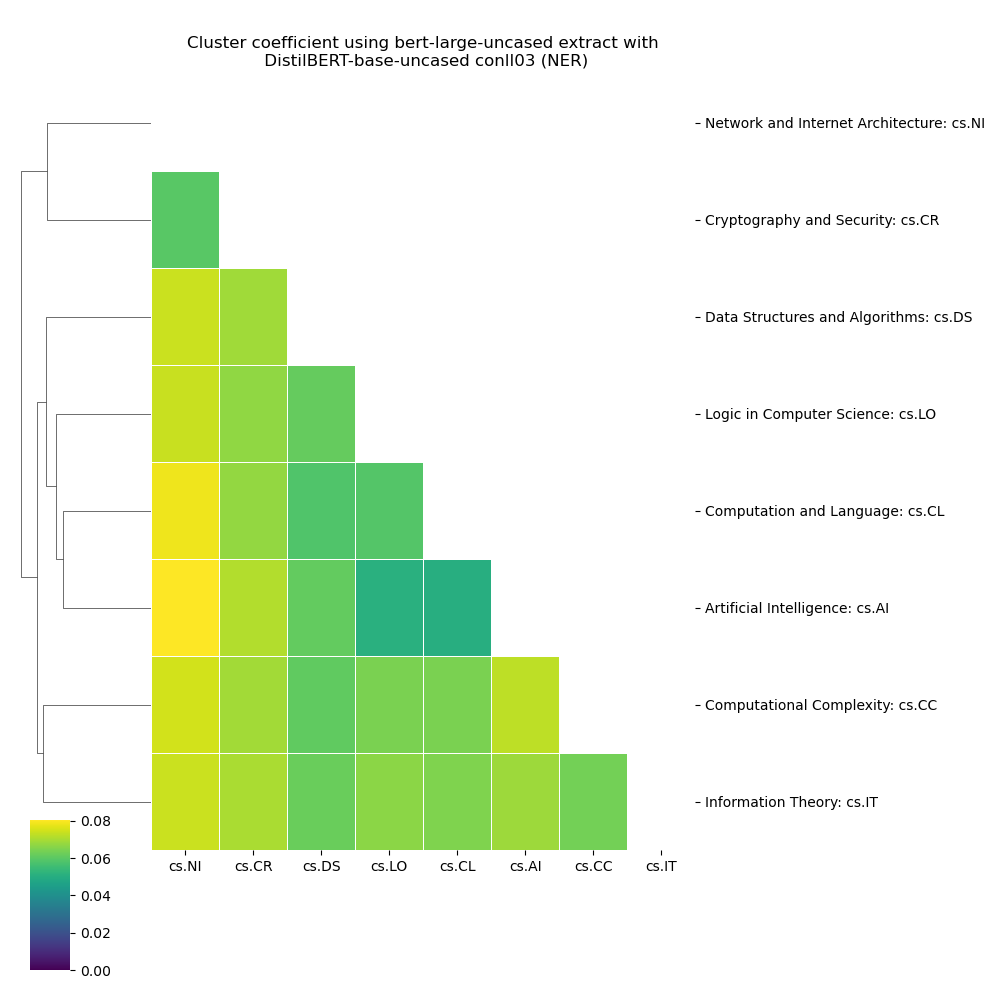 Cluster coefficient using bert-large-uncased extract with
DistilBERT-base-uncased conll03 (NER)
Network and Internet Architecture: cs.NI
Cryptography and Security: cs.CR
Data Structures and Algorithms: cs.DS
Logic in Computer Science: cs.LO
Computation and Language: cs.CL
Artificial Intelligence: cs.AI
Computational Complexity: cs.CC
Information Theory: cs.IT
cs.NI cs.CR cs.DS cs.LO cs.CL cs.AI cs.CC cs.IT
0.08
0.06
0.04
0.02
0.00